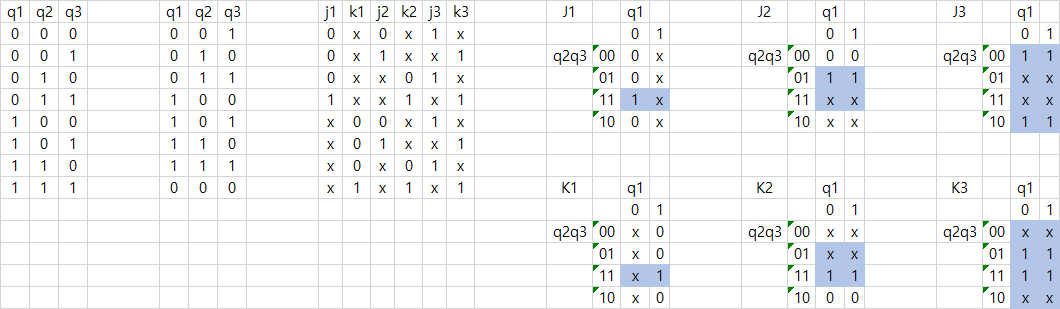 q1 q2 q3 q1 q2 q3 j1 k1 j2 k2 j3 k3 J1 q1 J2 q1 J3 q1
0 0 0 0 0 1 0 x 0 x 1 x 0 1 0 1 0 1
0 0 1 0 1 0 0 x 1 x x 1 q2q3 00 0 x q2q3 00 0 0 q2q3 00 1 1
0 1 0 0 1 1 0 x x 0 1 x 01 0 x 01 1 1 01 x x
0 1 1 1 0 0 1 x x 1 x 1 11 1 x 11 x x 11 x x
1 0 0 1 0 1 x 0 0 x 1 x 10 0 x 10 x x 10 1 1
1 0 1 1 1 0 x 0 1 x x 1
1 1 0 1 1 1 x 0 x 0 1 x
1 1 1 0 0 0 x 1 x 1 x 1 K1 q1 K2 q1 K3 q1
0 1 0 1 0 1
q2q3 00 x 0 q2q3 00 x x q2q3 00 x x
01 x 0 01 x x 01 1 1
11 x 1 11 1 1 11 1 1
10 x 0 10 0 0 10 x x